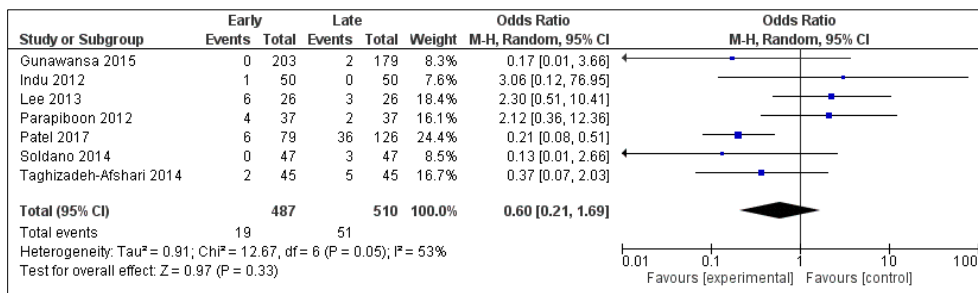 Early Late Odds Ratio Odds Ratio
Study or Subgroup Events Total Events Total Weight M-H, Random, 95% CI M-H, Random, 95% CI
Gunawansa 2015 0 203 2 179 8.3% 0.17 [0.01, 3.66]
Indu 2012 1 50 0 50 7.6% 3.06 [0.12, 76.95]
Lee 2013 6 26 3 26 18.4% 2.30 [0.51, 10.41]
Parapiboon 2012 4 37 2 37 16.1% 2.12 [0.36, 12.36]
Patel 2017 6 79 36 126 24.4% 0.21 [0.08, 0.51]
Soldano 2014 0 47 3 47 8.5% 0.13 [0.01, 2.66]
Taghizadeh-Afshari 2014 2 45 5 45 16.7% 0.37 [0.07, 2.03]
Total (95% CI) 487 510 100.0% 0.60 [0.21, 1.69]
Total events 19 51
Heterogeneity: Tau² = 0.91; Chi² = 12.67, df = 6 (P = 0.05); I² = 53%
Test for overall effect: Z = 0.97 (P = 0.33)
0.01 0.1 1 10 100
Favours [experimental] Favours [control]